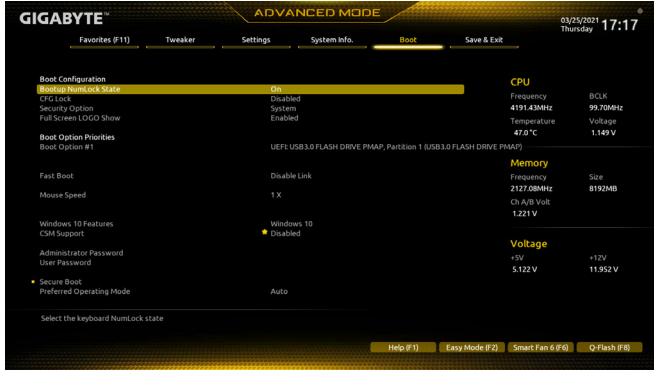 GIGABYTE™
ADVANCED MODE
03/25/2021 Thursday 17:17
Favorites (F11) Tweaker Settings System Info. Boot Save & Exit
Boot Configuration
Bootup NumLock State On
CFG Lock Disabled
Security Option System
Full Screen LOGO Show Enabled
Boot Option Priorities
Boot Option #1 UEFI: USB3.0 FLASH DRIVE PMAP, Partition 1 (USB3.0 FLASH DRIVE PMAP)
Fast Boot Disable Link
Mouse Speed 1 X
Windows 10 Features Windows 10
CSM Support Disabled
Administrator Password
User Password
Secure Boot
Preferred Operating Mode Auto
Select the keyboard NumLock state
CPU
Frequency BCLK
4191.43MHz 99.70MHz
Temperature Voltage
47.0 °C 1.149 V
Memory
Frequency Size
2127.08MHz 8192MB
Ch A/B Volt
1.221 V
Voltage
+5V +12V
5.122 V 11.952 V
Help (F1) Easy Mode (F2) Smart Fan 6 (F6) Q-Flash (F8)